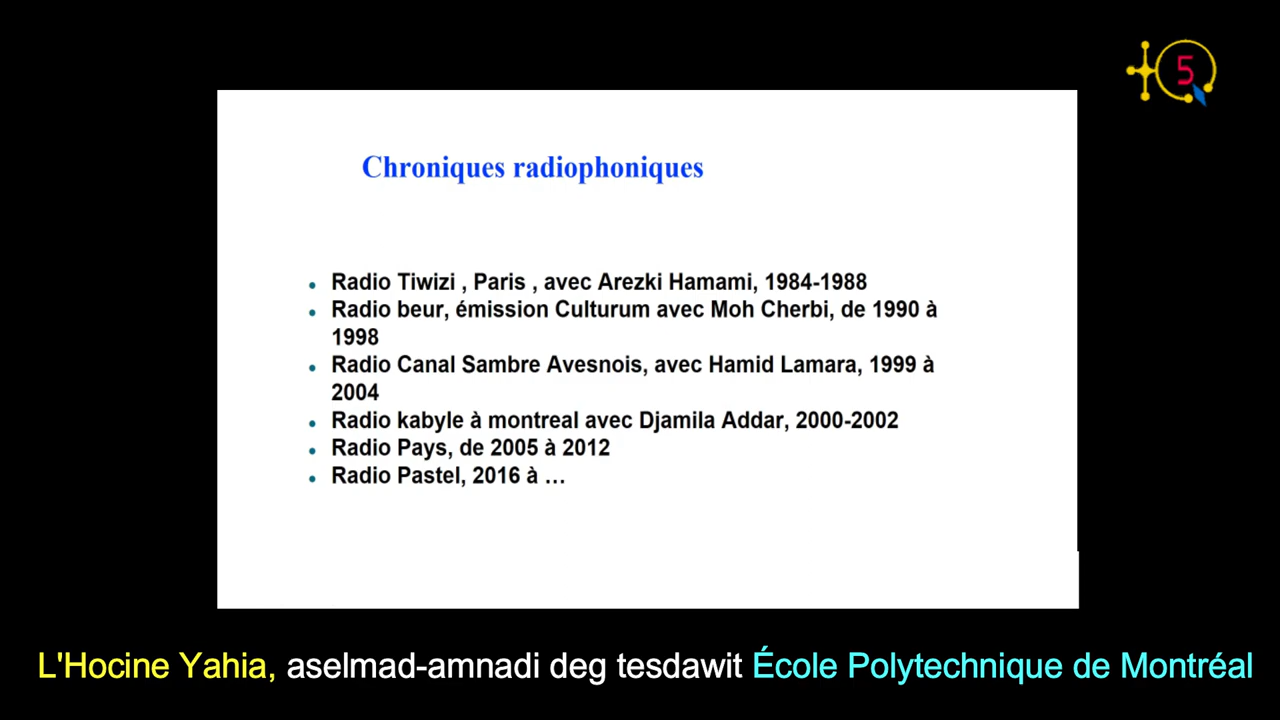 5
Chroniques radiophoniques
• Radio Tiwizi , Paris , avec Arezki Hamami, 1984-1988
• Radio beur, émission Culturum avec Moh Cherbi, de 1990 à
1998
• Radio Canal Sambre Avesnois, avec Hamid Lamara, 1999 à
2004
• Radio kabyle à montreal avec Djamila Addar, 2000-2002
• Radio Pays, de 2005 à 2012
• Radio Pastel, 2016 à …
L'Hocine Yahia, aselmad-amnadi deg tesdawit École Polytechnique de Montréal